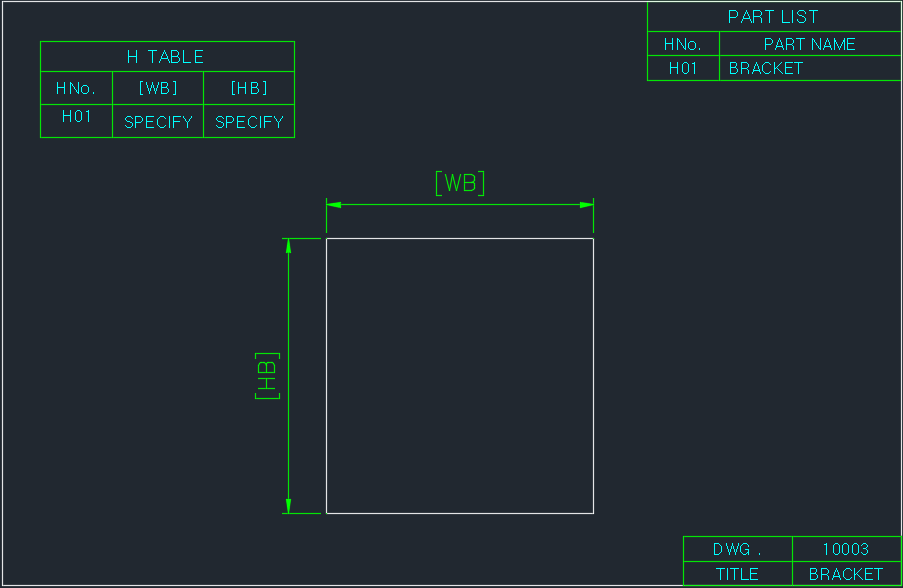 PART LIST
HNo. PART NAME
H01 BRACKET
H TABLE
HNo. [WB] [HB]
H01 SPECIFY SPECIFY
[WB]
[HB]
DWG . 10003
TITLE BRACKET